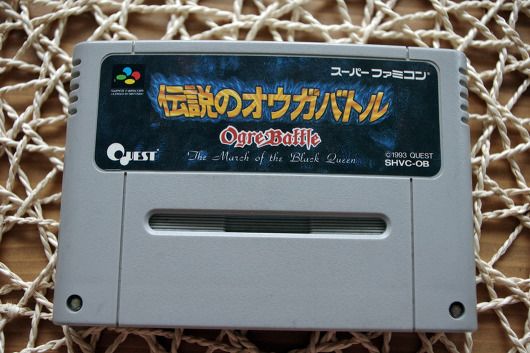 スーパーファミコン
伝説のオウガバトル
Ogre Battle
The March of the Black Queen
QUEST
©1993 QUEST
SHVC-OB